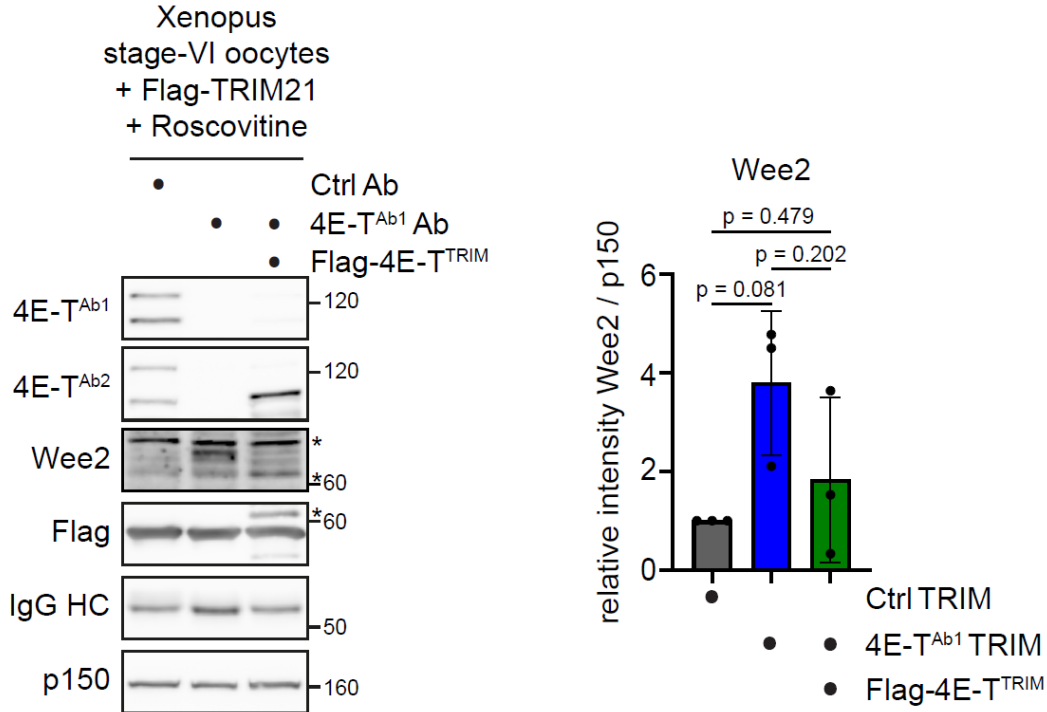 Xenopus
stage-VI oocytes
+ Flag-TRIM21
+ Roscovitine
Ctrl Ab
4E-T^Ab1 Ab
Flag-4E-T^TRIM
4E-T^Ab1
120
4E-T^Ab2
120
Wee2
*
*60
Flag
*
60
IgG HC
50
p150
160
Wee2
p = 0.479
p = 0.202
p = 0.081
relative intensity Wee2 / p150
6
4
2
0
Ctrl TRIM
4E-T^Ab1 TRIM
Flag-4E-T^TRIM